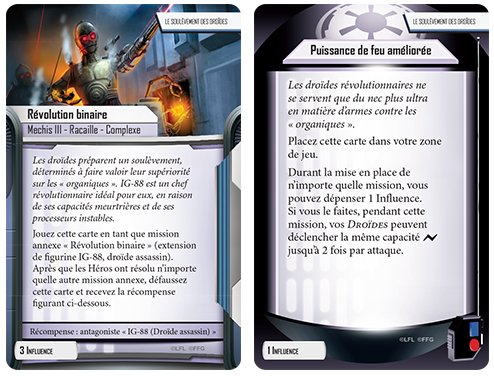 LE SOULÈVEMENT DES DROÏDES
Révolution binaire
Mechis III - Racaille - Complexe
Les droïdes préparent un soulèvement,
déterminés à faire valoir leur supériorité
sur les « organiques ». IG-88 est un chef
révolutionnaire idéal pour eux, en raison
de ses capacités meurtrières et de ses
processeurs instables.
Jouez cette carte en tant que mission
annexe « Révolution binaire » (extension
de figurine IG-88, droïde assassin).
Après que les Héros ont résolu n'importe
quelle autre mission annexe, défaussez
cette carte et recevez la récompense
figurant ci-dessous.
Récompense : antagoniste « IG-88 (Droïde assassin) »
3 INFLUENCE
©LFL ©FFG
LE SOULÈVEMENT DES DROÏDES
Puissance de feu améliorée
Les droïdes révolutionnaires ne
se servent que du nec plus ultra
en matière d'armes contre les
« organiques ».
Placez cette carte dans votre zone
de jeu.
Durant la mise en place de
n'importe quelle mission, vous
pouvez dépenser 1 Influence.
Si vous le faites, pendant cette
mission, vos DROÏDES peuvent
déclencher la même capacité
jusqu'à 2 fois par attaque.
1 INFLUENCE
©LFL ©FFG